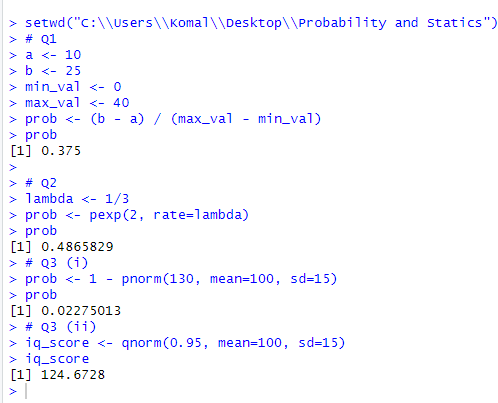 > setwd("C:\\Users\\Komal\\Desktop\\Probability and Statics")
> # Q1
> a <- 10
> b <- 25
> min_val <- 0
> max_val <- 40
> prob <- (b - a) / (max_val - min_val)
> prob
[1] 0.375
>
> # Q2
> lambda <- 1/3
> prob <- pexp(2, rate=lambda)
> prob
[1] 0.4865829
> # Q3 (i)
> prob <- 1 - pnorm(130, mean=100, sd=15)
> prob
[1] 0.02275013
> # Q3 (ii)
> iq_score <- qnorm(0.95, mean=100, sd=15)
> iq_score
[1] 124.6728
>